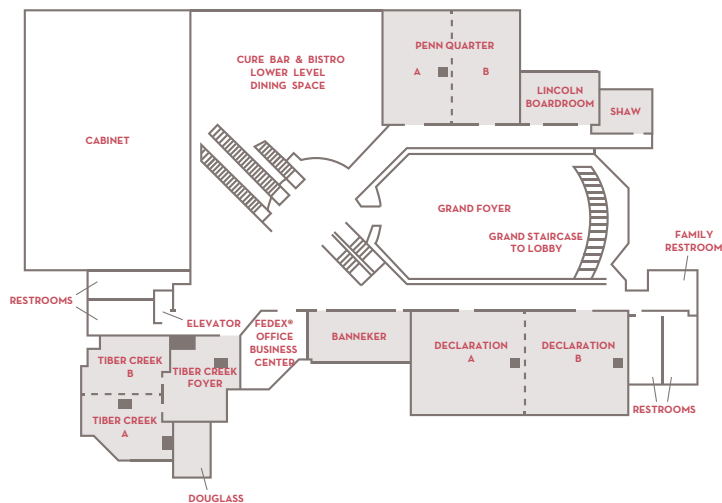 PENN QUARTER
A
B
CURE BAR & BISTRO
LOWER LEVEL
DINING SPACE
LINCOLN
BOARDROOM
SHAW
CABINET
GRAND FOYER
GRAND STAIRCASE
TO LOBBY
FAMILY
RESTROOM
RESTROOMS
ELEVATOR
FEDEX®
OFFICE
BUSINESS
CENTER
BANNEKER
DECLARATION
A
DECLARATION
B
TIBER CREEK
B
TIBER CREEK
FOYER
TIBER CREEK
A
RESTROOMS
DOUGLASS